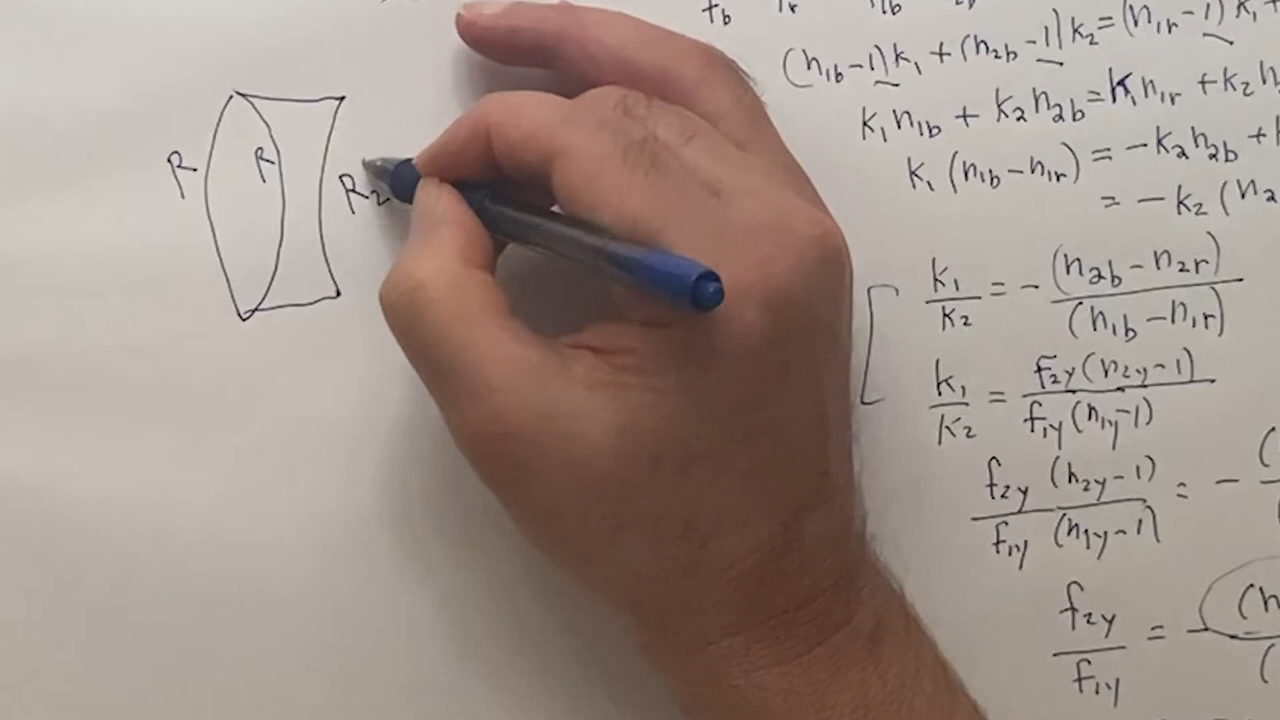 (n₁b-1)k₁ + (n₂b-1)k₂=(n₁r-1)k₁
k₁n₁b + k₂n₂b=k₁n₁r +k₂
k₁(n₁b-n₁r) = -k₂n₂b +
= -k₂(n₂
R R R₂
k₁/k₂ = - (n₂b-n₂r)/(n₁b-n₁r)
k₁/k₂ = f₂y(n₂y-1)/f₁y(n₁y-1)
f₂y (n₂y-1)/f₁y (n₁y-1) = -
f₂y/f₁y = -